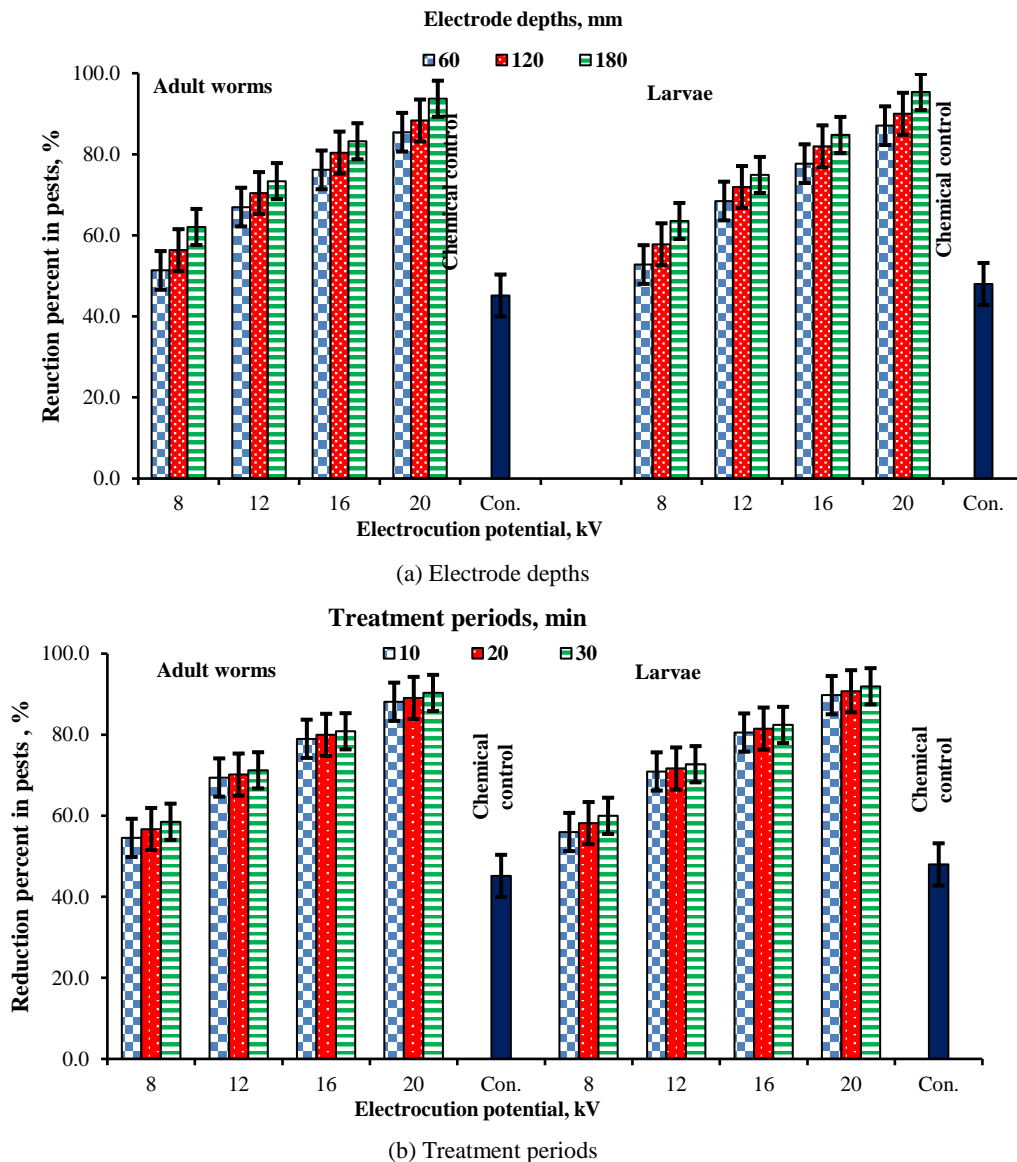 Electrode depths, mm
60 120 180
Adult worms
Larvae
Chemical control
Chemical control
Reuction percent in pests, %
100.0
80.0
60.0
40.0
20.0
0.0
8 12 16 20 Con. 8 12 16 20 Con.
Electrocution potential, kV
(a) Electrode depths
Treatment periods, min
10 20 30
Adult worms
Larvae
Chemical
control
Chemical
control
Reduction percent in pests , %
100.0
80.0
60.0
40.0
20.0
0.0
8 12 16 20 Con. 8 12 16 20 Con.
Electrocution potential, kV
(b) Treatment periods